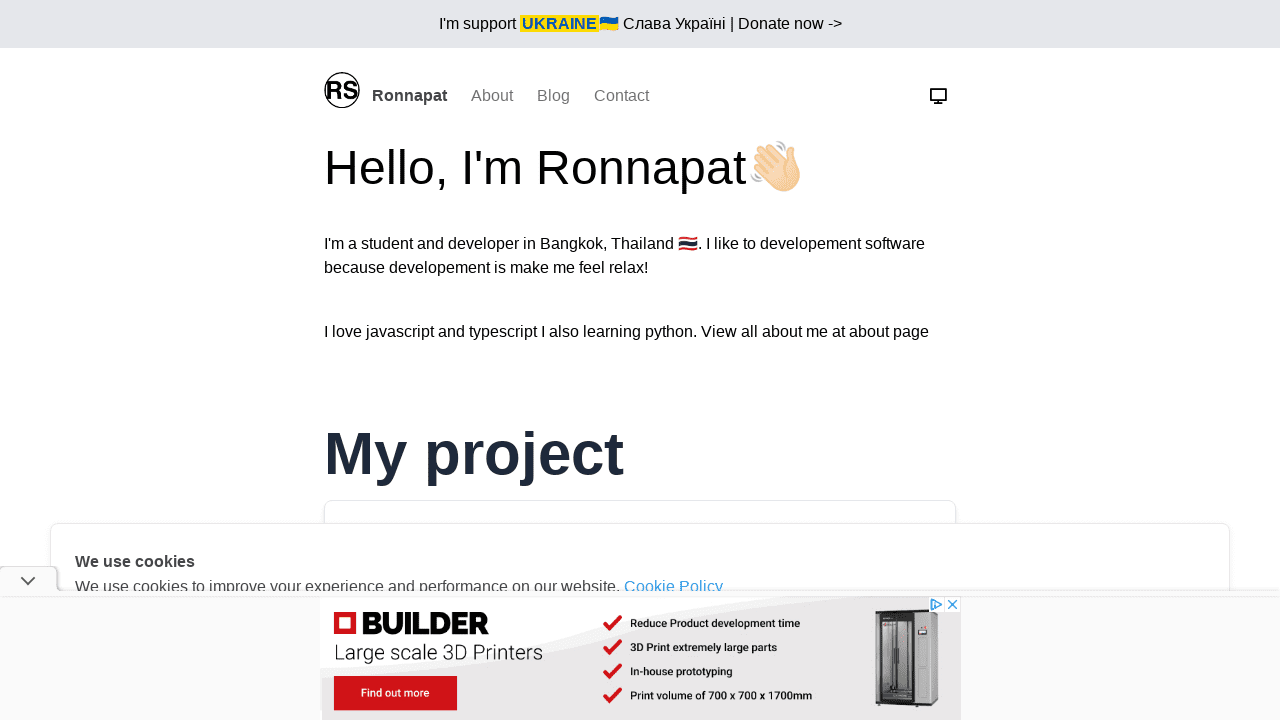 I'm support UKRAINE🇺🇦 Слава Україні | Donate now ->
RS Ronnapat About Blog Contact
Hello, I'm Ronnapat👋🏻
I'm a student and developer in Bangkok, Thailand 🇹🇭. I like to developement software
because developement is make me feel relax!
I love javascript and typescript I also learning python. View all about me at about page
My project
We use cookies
We use cookies to improve your experience and performance on our website. Cookie Policy
BUILDER
Large scale 3D Printers
Find out more
Reduce Product development time
3D Print extremely large parts
In-house prototyping
Print volume of 700 x 700 x 1700mm